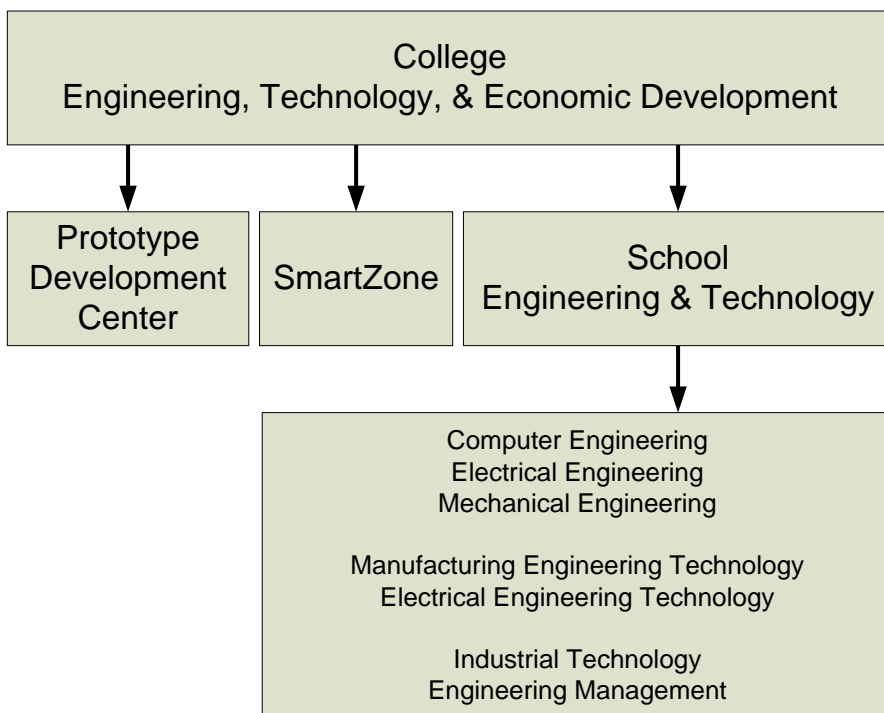 College
Engineering, Technology, & Economic Development
Prototype
Development
Center
SmartZone
School
Engineering & Technology
Computer Engineering
Electrical Engineering
Mechanical Engineering
Manufacturing Engineering Technology
Electrical Engineering Technology
Industrial Technology
Engineering Management